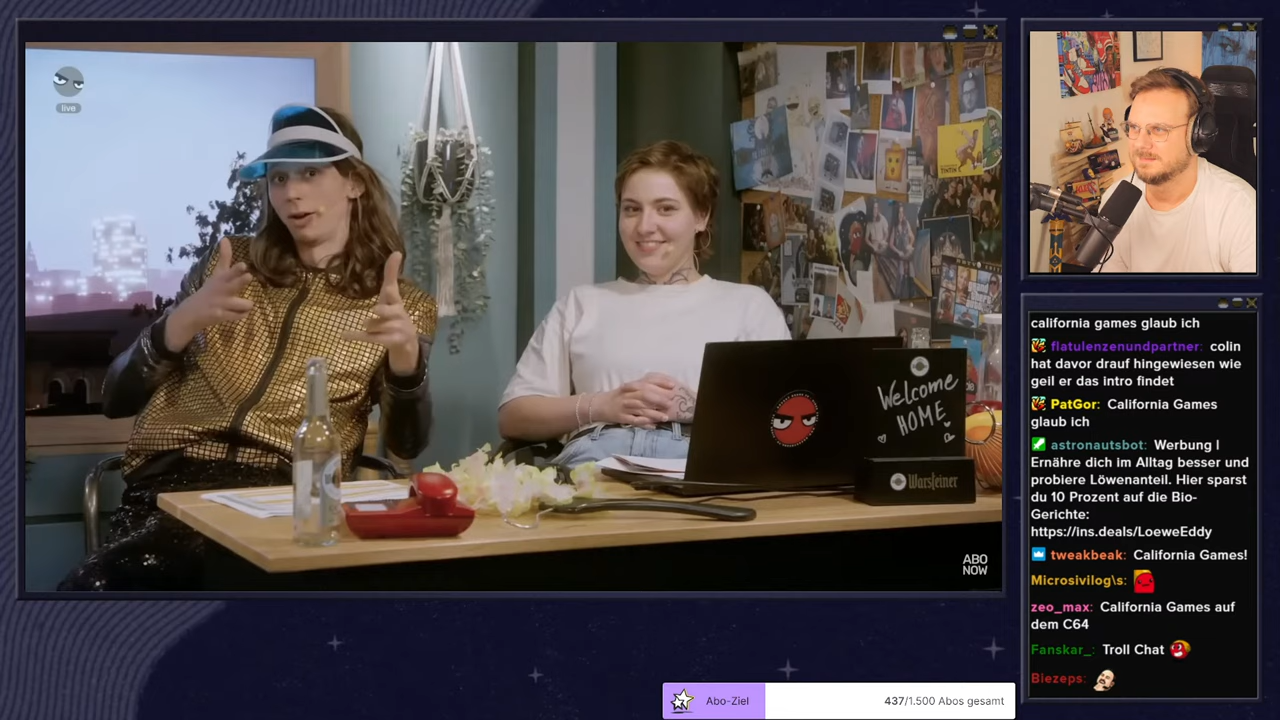 live
Welcome
HOME
Warsteiner
ABO
NOW
california games glaub ich
flatulenzenundpartner: colin
hat davor drauf hingewiesen wie
geil er das intro findet
PatGor: California Games
glaub ich
astronautsbot: Werbung |
Ernähre dich im Alltag besser und
probiere Löwenanteil. Hier sparst
du 10 Prozent auf die Bio-
Gerichte:
https://ins.deals/LoeweEddy
tweakbeak: California Games!
Microsivilog\s:
zeo_max: California Games auf
dem C64
Fanskar_: Troll Chat
Biezeps:
Abo-Ziel
437/1.500 Abos gesamt